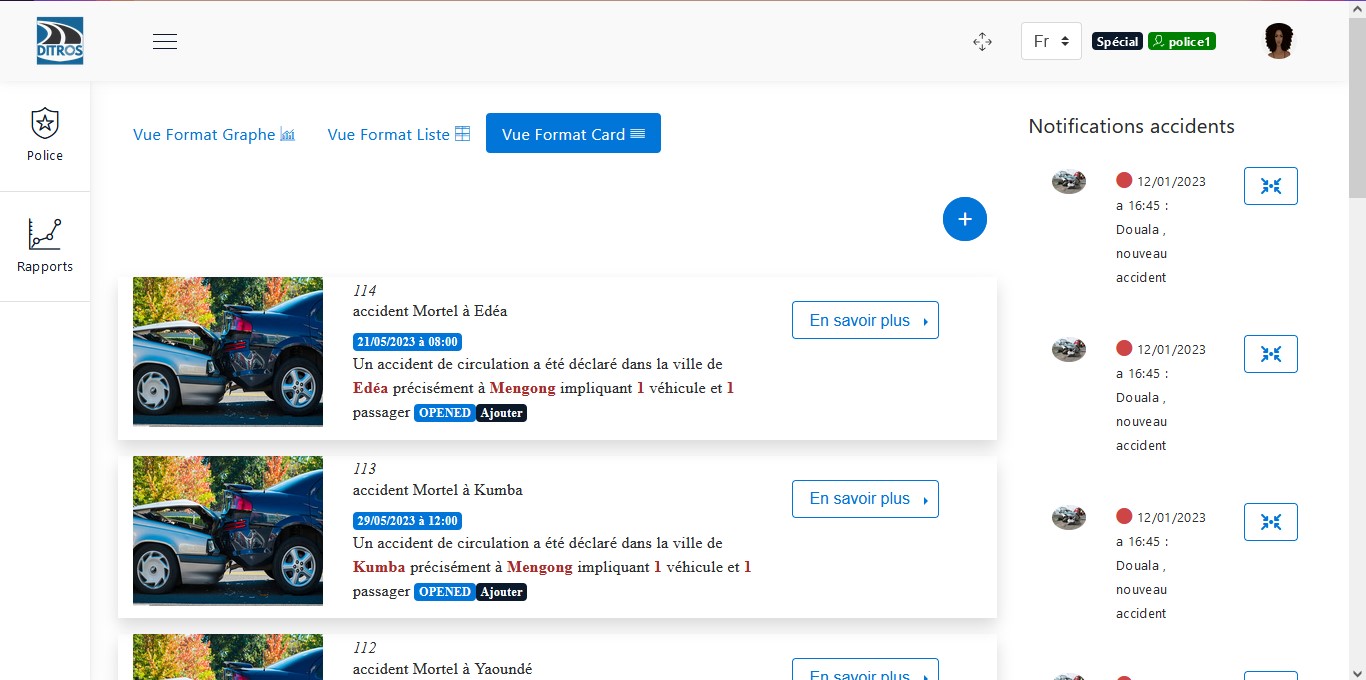 DITROS
Fr
Spécial
police1
Police
Rapports
Vue Format Graphe
Vue Format Liste
Vue Format Card
+
114
accident Mortel à Edéa
21/05/2023 à 08:00
Un accident de circulation a été déclaré dans la ville de
Edéa précisément à Mengong impliquant 1 véhicule et 1
passager OPENED Ajouter
En savoir plus
113
accident Mortel à Kumba
29/05/2023 à 12:00
Un accident de circulation a été déclaré dans la ville de
Kumba précisément à Mengong impliquant 1 véhicule et 1
passager OPENED Ajouter
En savoir plus
112
accident Mortel à Yaoundé
En savoir plus
Notifications accidents
12/01/2023
a 16:45 :
Douala ,
nouveau
accident
12/01/2023
a 16:45 :
Douala ,
nouveau
accident
12/01/2023
a 16:45 :
Douala ,
nouveau
accident